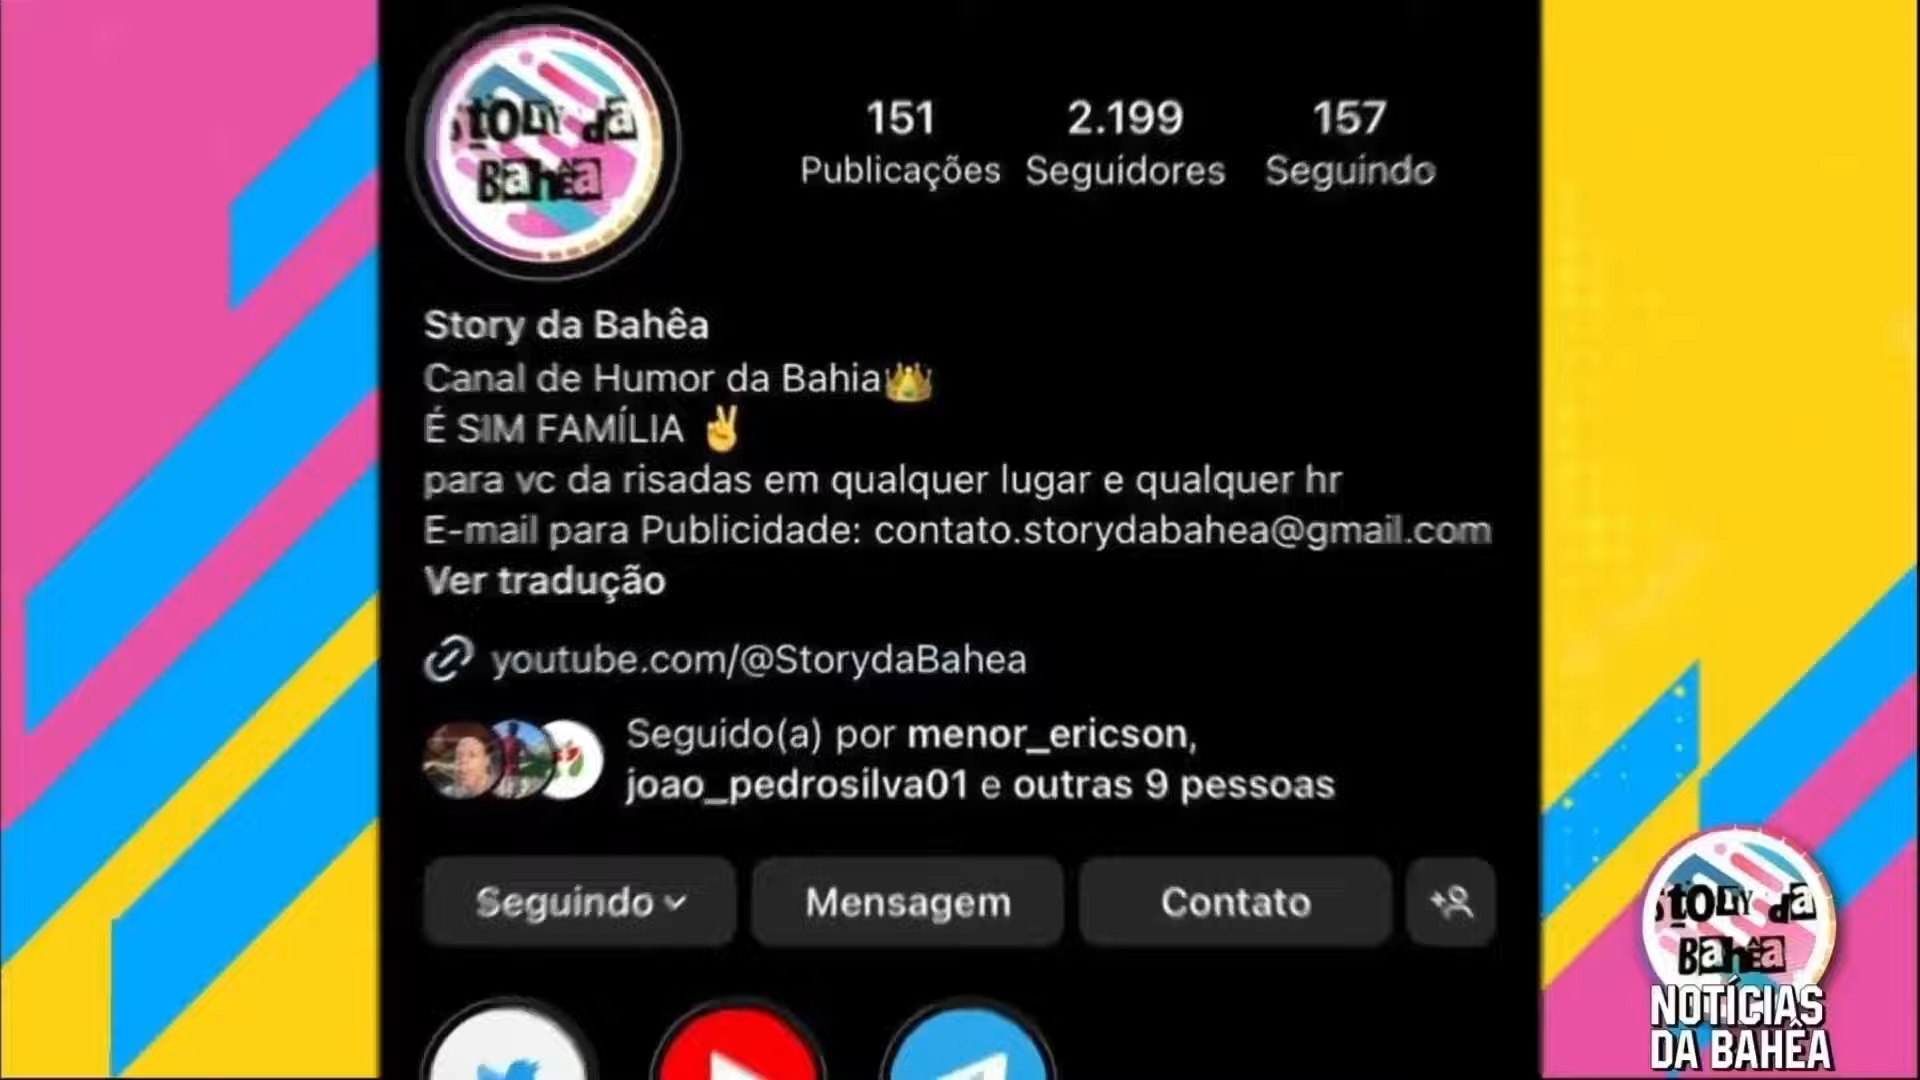 Story da
Bahêa
151 2.199 157
Publicações Seguidores Seguindo
Story da Bahêa
Canal de Humor da Bahia👑
É SIM FAMÍLIA ✌️
para vc da risadas em qualquer lugar e qualquer hr
E-mail para Publicidade: contato.storydabahea@gmail.com
Ver tradução
youtube.com/@StorydaBahea
Seguido(a) por menor_ericson,
joao_pedrosilva01 e outras 9 pessoas
Seguindo Mensagem Contato
Story da
Bahêa
NOTÍCIAS
DA BAHÊA